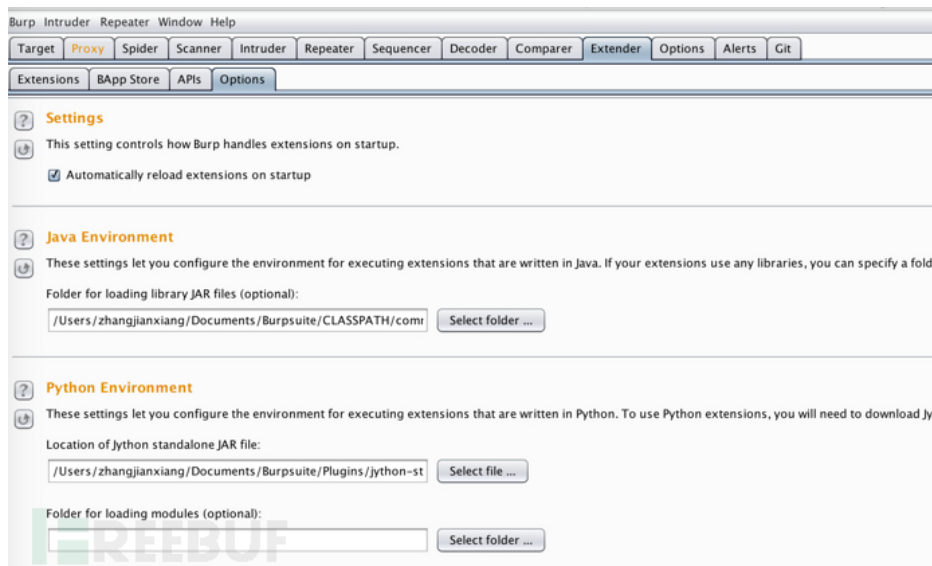 Burp Intruder Repeater Window Help
Target Proxy Spider Scanner Intruder Repeater Sequencer Decoder Comparer Extender Options Alerts Git
Extensions BApp Store APIs Options
? Settings
This setting controls how Burp handles extensions on startup.
Automatically reload extensions on startup
? Java Environment
These settings let you configure the environment for executing extensions that are written in Java. If your extensions use any libraries, you can specify a fold
Folder for loading library JAR files (optional):
/Users/zhangjianxiang/Documents/Burpsuite/CLASSPATH/comm Select folder ...
? Python Environment
These settings let you configure the environment for executing extensions that are written in Python. To use Python extensions, you will need to download Jy
Location of Jython standalone JAR file:
/Users/zhangjianxiang/Documents/Burpsuite/Plugins/jython-st Select file ...
Folder for loading modules (optional):
Select folder ...
FREEBUF